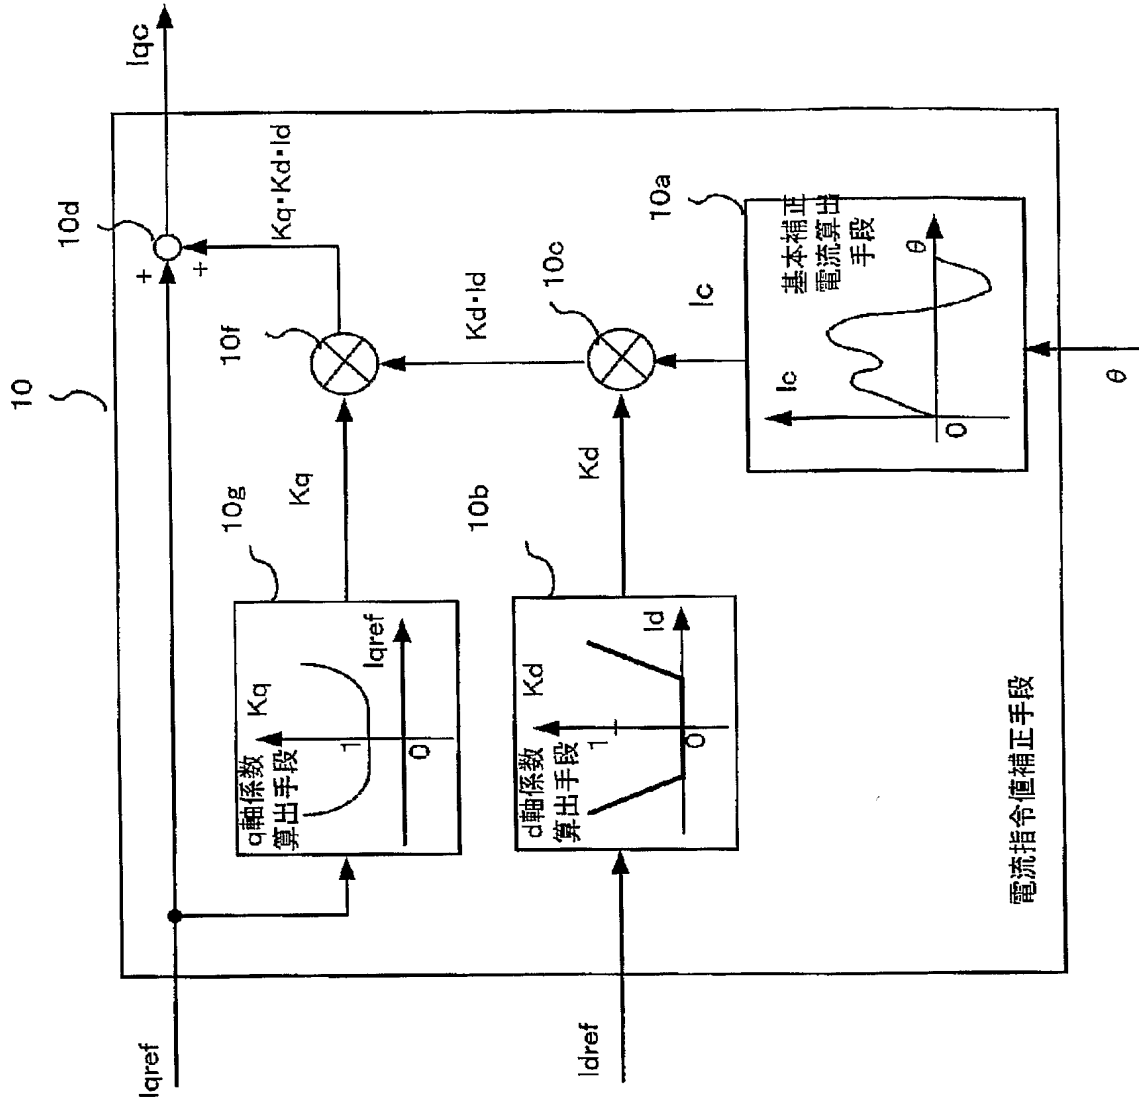 10
Iqref
Iqc
10d
+
+
Kq・Kd・Id
10g
q軸係数
算出手段
Kq
1
0
Iqref
Kq
10f
Kd・Id
Idref
10b
d軸係数
算出手段
Kd
1
0
Id
Kd
10c
Ic
10a
基本補正
電流算出
手段
Ic
0
θ
θ
電流指令値補正手段